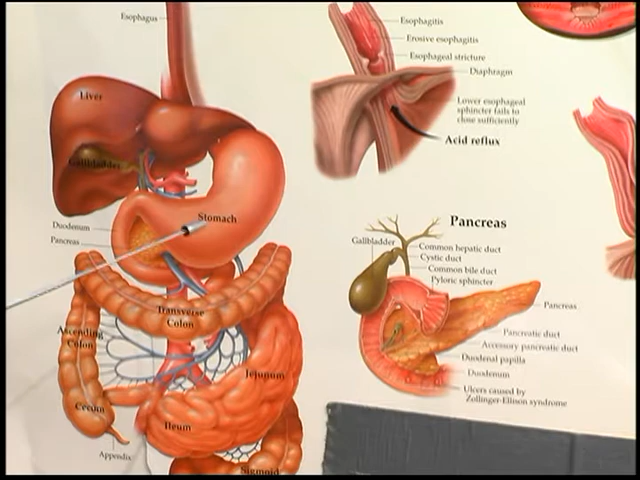 Esophagus
Liver
Gallbladder
Stomach
Duodenum
Pancreas
Transverse
Colon
Ascending
Colon
Jejunum
Cecum
Ileum
Appendix
Sigmoid
Esophagitis
Erosive esophagitis
Esophageal stricture
Diaphragm
Lower esophageal
sphincter fails to
close sufficiently
Acid reflux
Pancreas
Gallbladder
Common hepatic duct
Cystic duct
Common bile duct
Pyloric sphincter
Pancreas
Pancreatic duct
Accessory pancreatic duct
Duodenal papilla
Duodenum
Ulcers caused by
Zollinger-Ellison syndrome